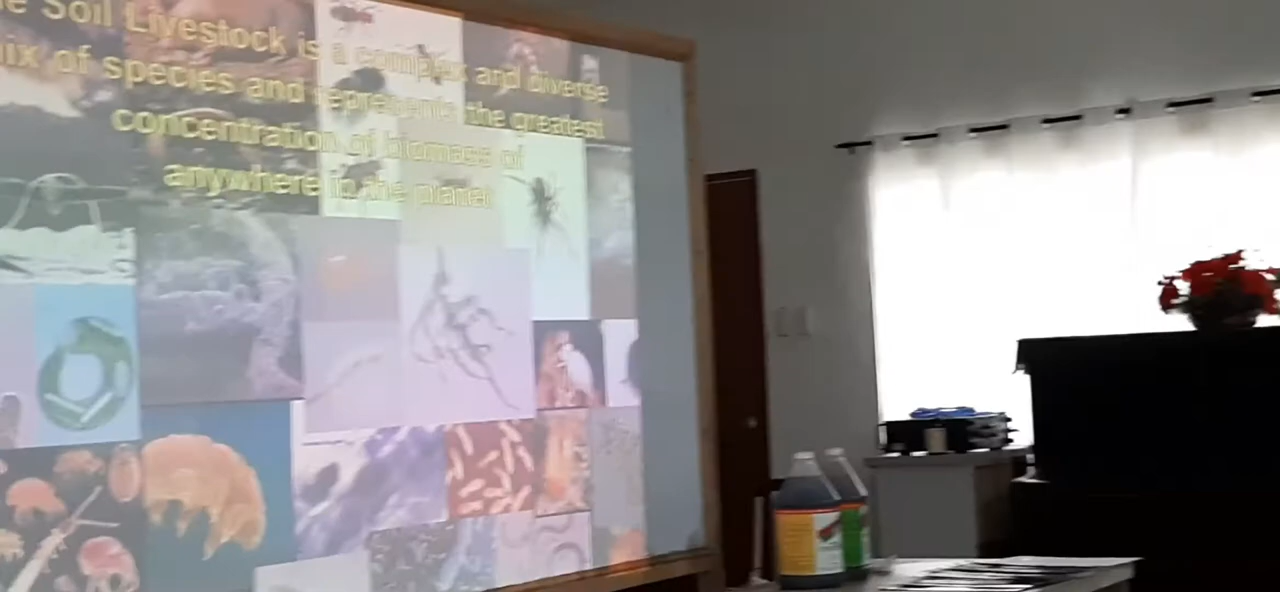 e Soil Livestock is a complex and diverse
ix of species and represents the greatest
concentration of biomass of
anywhere in the planet